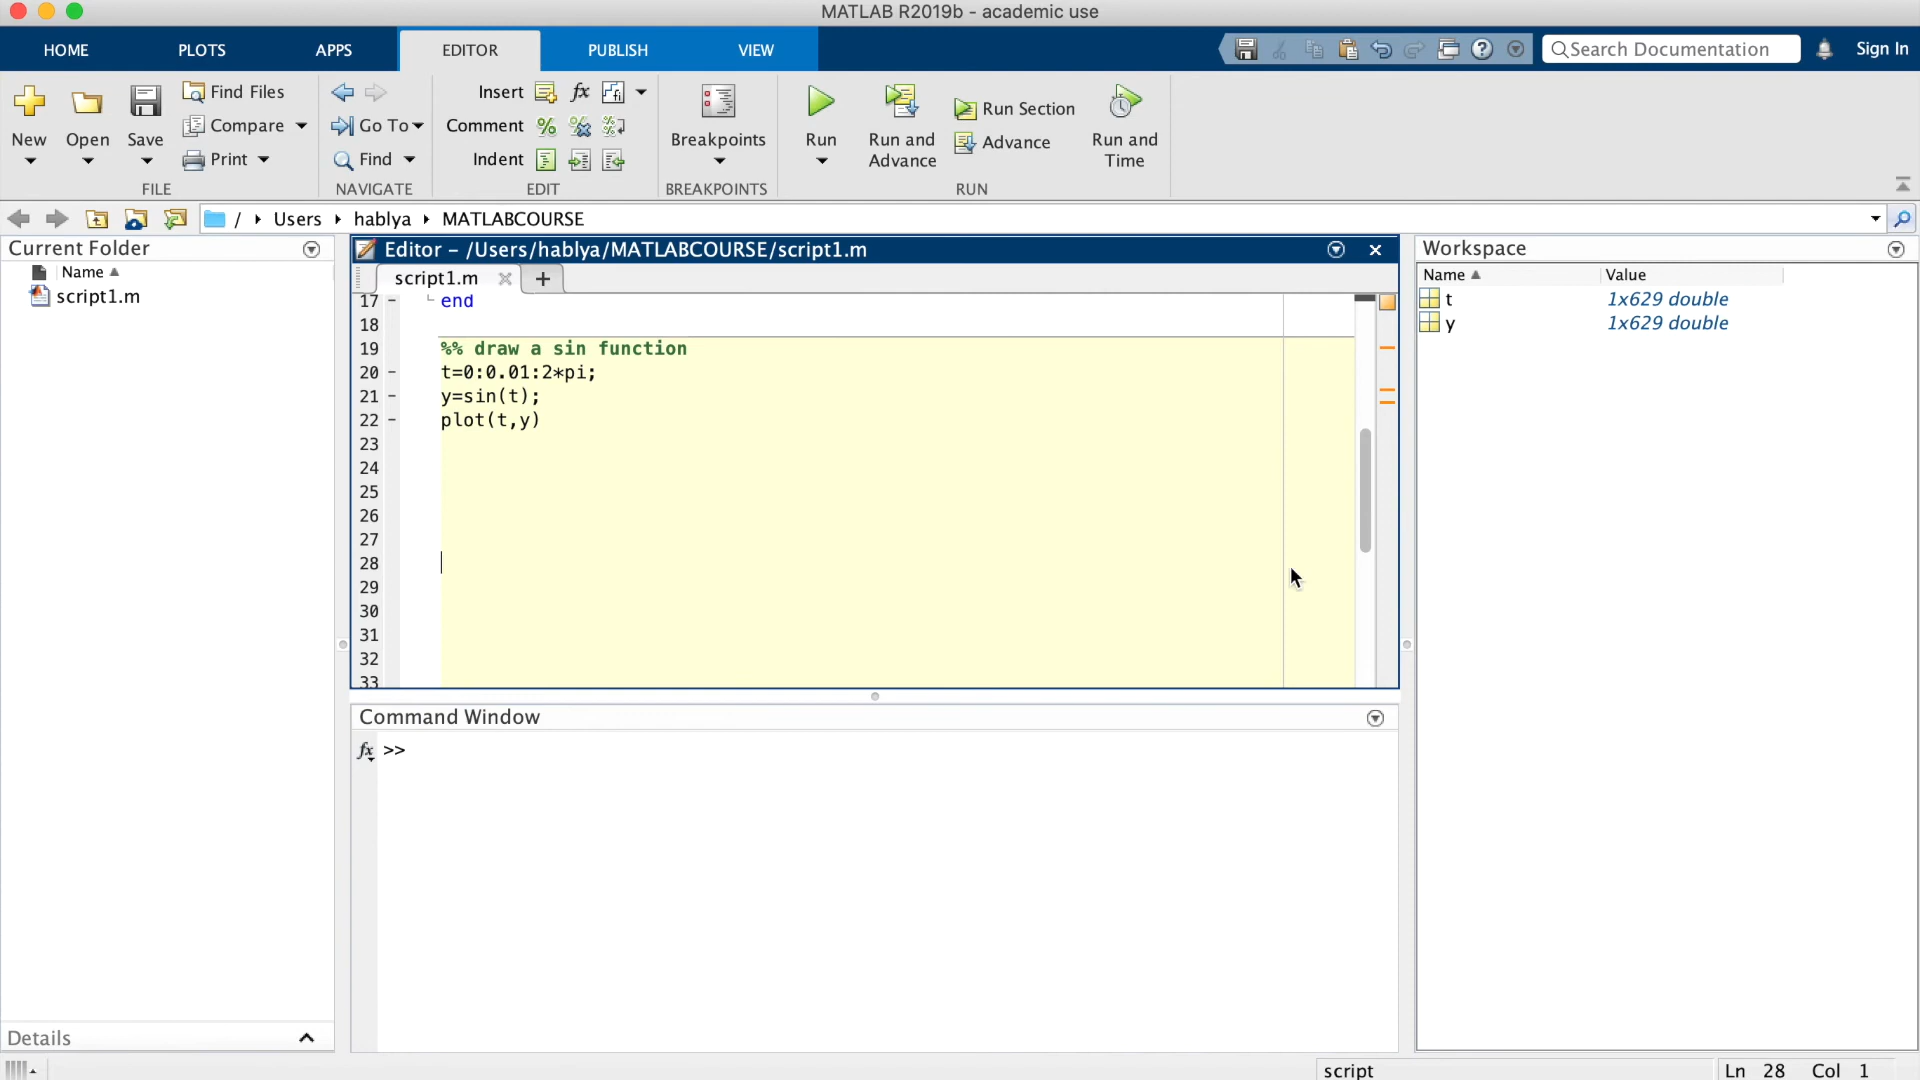 MATLAB R2019b - academic use
HOME PLOTS APPS EDITOR PUBLISH VIEW Search Documentation Sign In
New Open Save Find Files Compare Print FILE
Go To Find NAVIGATE
Insert fx Comment Indent EDIT
Breakpoints BREAKPOINTS
Run Run and Advance Run Section Advance Run and Time RUN
/ Users hablya MATLABCOURSE
Current Folder
Name
script1.m
Details
Editor – /Users/hablya/MATLABCOURSE/script1.m
script1.m +
17 – end
18
19 %% draw a sin function
20 – t=0:0.01:2*pi;
21 – y=sin(t);
22 – plot(t,y)
23
24
25
26
27
28
29
30
31
32
33
Command Window
fx >>
Workspace
Name Value
t 1x629 double
y 1x629 double
script Ln 28 Col 1